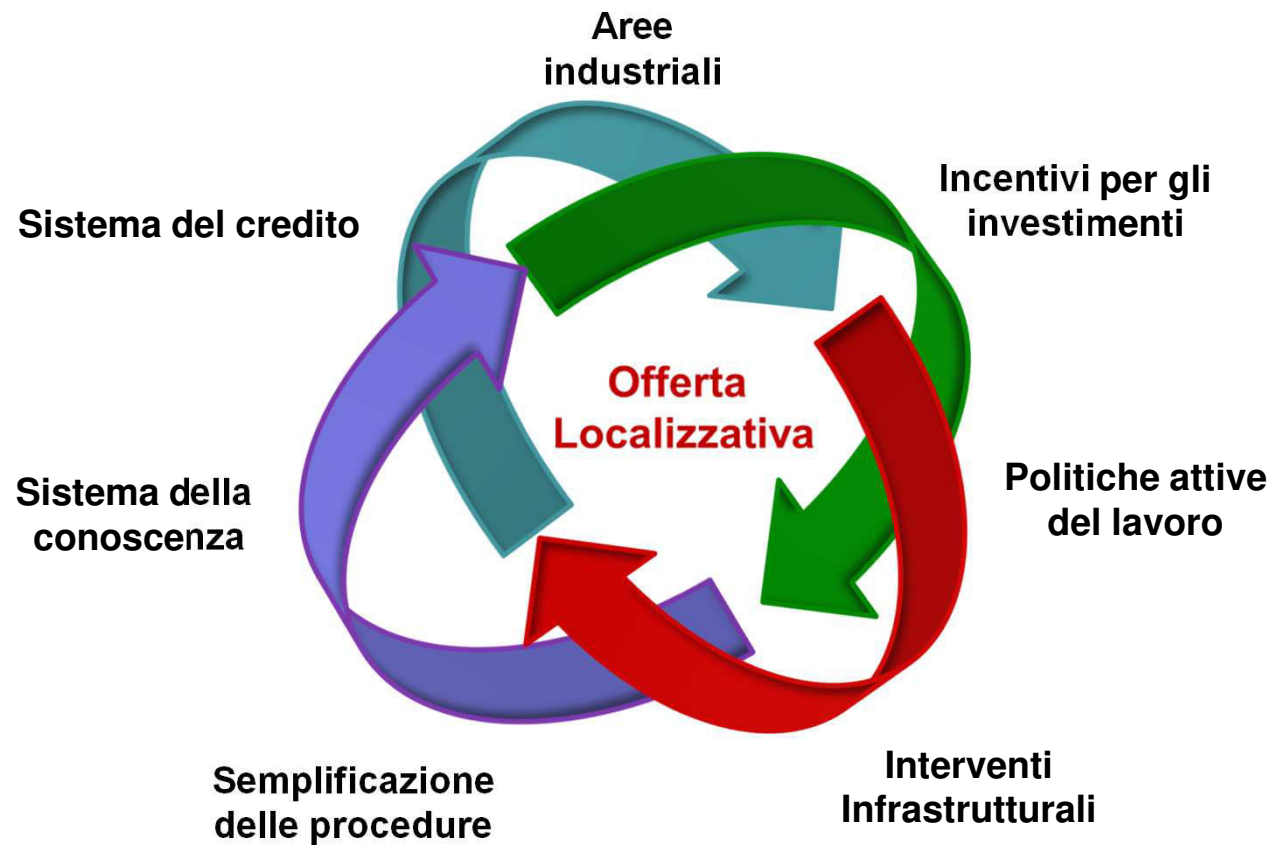 Aree
industriali
Incentivi per gli
investimenti
Sistema del credito
Offerta
Localizzativa
Politiche attive
del lavoro
Sistema della
conoscenza
Interventi
Infrastrutturali
Semplificazione
delle procedure